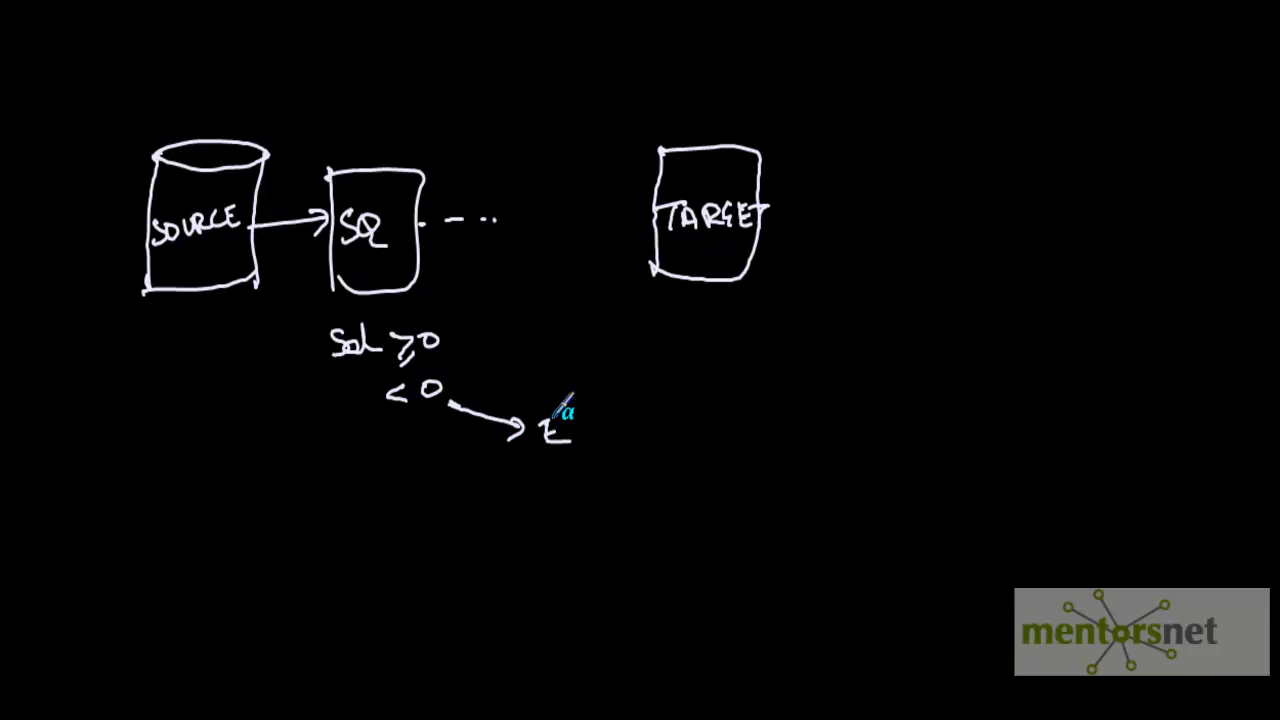 SOURCE
SQ
TARGET
Sal ≥ 0
< 0
E
mentorsnet